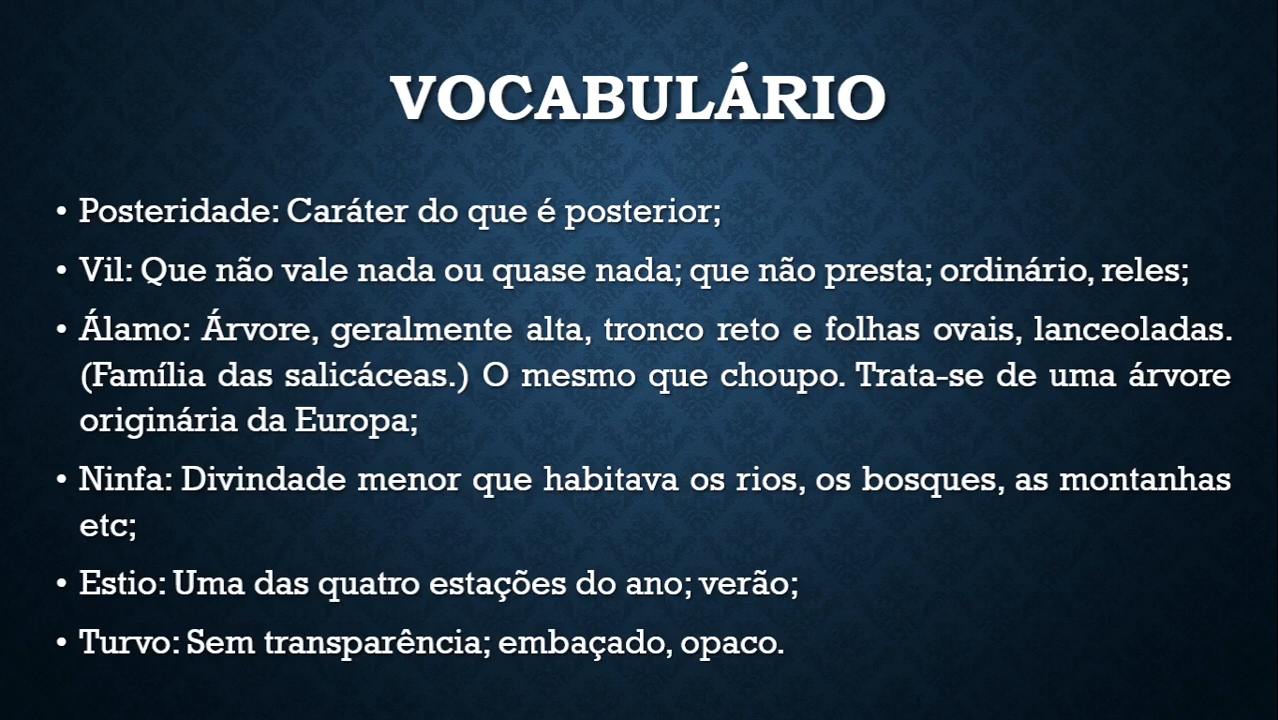 VOCABULÁRIO
• Posteridade: Caráter do que é posterior;
• Vil: Que não vale nada ou quase nada; que não presta; ordinário, reles;
• Álamo: Árvore, geralmente alta, tronco reto e folhas ovais, lanceoladas.
(Família das salicáceas.) O mesmo que choupo. Trata-se de uma árvore
originária da Europa;
• Ninfa: Divindade menor que habitava os rios, os bosques, as montanhas
etc;
• Estio: Uma das quatro estações do ano; verão;
• Turvo: Sem transparência; embaçado, opaco.